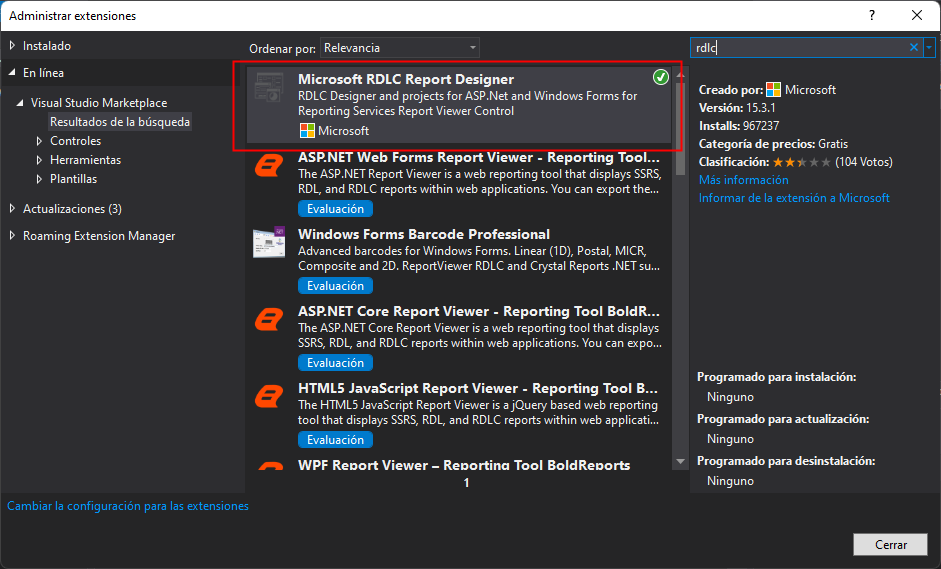 Administrar extensiones
?
Instalado
En línea
Visual Studio Marketplace
Resultados de la búsqueda
Controles
Herramientas
Plantillas
Actualizaciones (3)
Roaming Extension Manager
Cambiar la configuración para las extensiones
Ordenar por: Relevancia
Microsoft RDLC Report Designer
RDLC Designer and projects for ASP.Net and Windows Forms for
Reporting Services Report Viewer Control
Microsoft
ASP.NET Web Forms Report Viewer - Reporting Tool...
The ASP.NET Report Viewer is a web reporting tool that displays SSRS,
RDL, and RDLC reports within web applications. You can export the...
Evaluación
Windows Forms Barcode Professional
Advanced barcodes for Windows Forms. Linear (1D), Postal, MICR,
Composite and 2D. ReportViewer RDLC and Crystal Reports .NET su...
Evaluación
ASP.NET Core Report Viewer - Reporting Tool BoldR...
The ASP.NET Core Report Viewer is a web reporting tool that displays
SSRS, RDL, and RDLC reports within web applications. You can expo...
Evaluación
HTML5 JavaScript Report Viewer - Reporting Tool B...
The HTML5 JavaScript Report Viewer is a jQuery based web reporting
tool that displays SSRS, RDL, and RDLC reports within web applicati...
Evaluación
WPF Report Viewer – Reporting Tool BoldReports
1
rdlc
Creado por: Microsoft
Versión: 15.3.1
Installs: 967237
Categoría de precios: Gratis
Clasificación: (104 Votos)
Más información
Informar de la extensión a Microsoft
Programado para instalación:
Ninguno
Programado para actualización:
Ninguno
Programado para desinstalación:
Ninguno
Cerrar